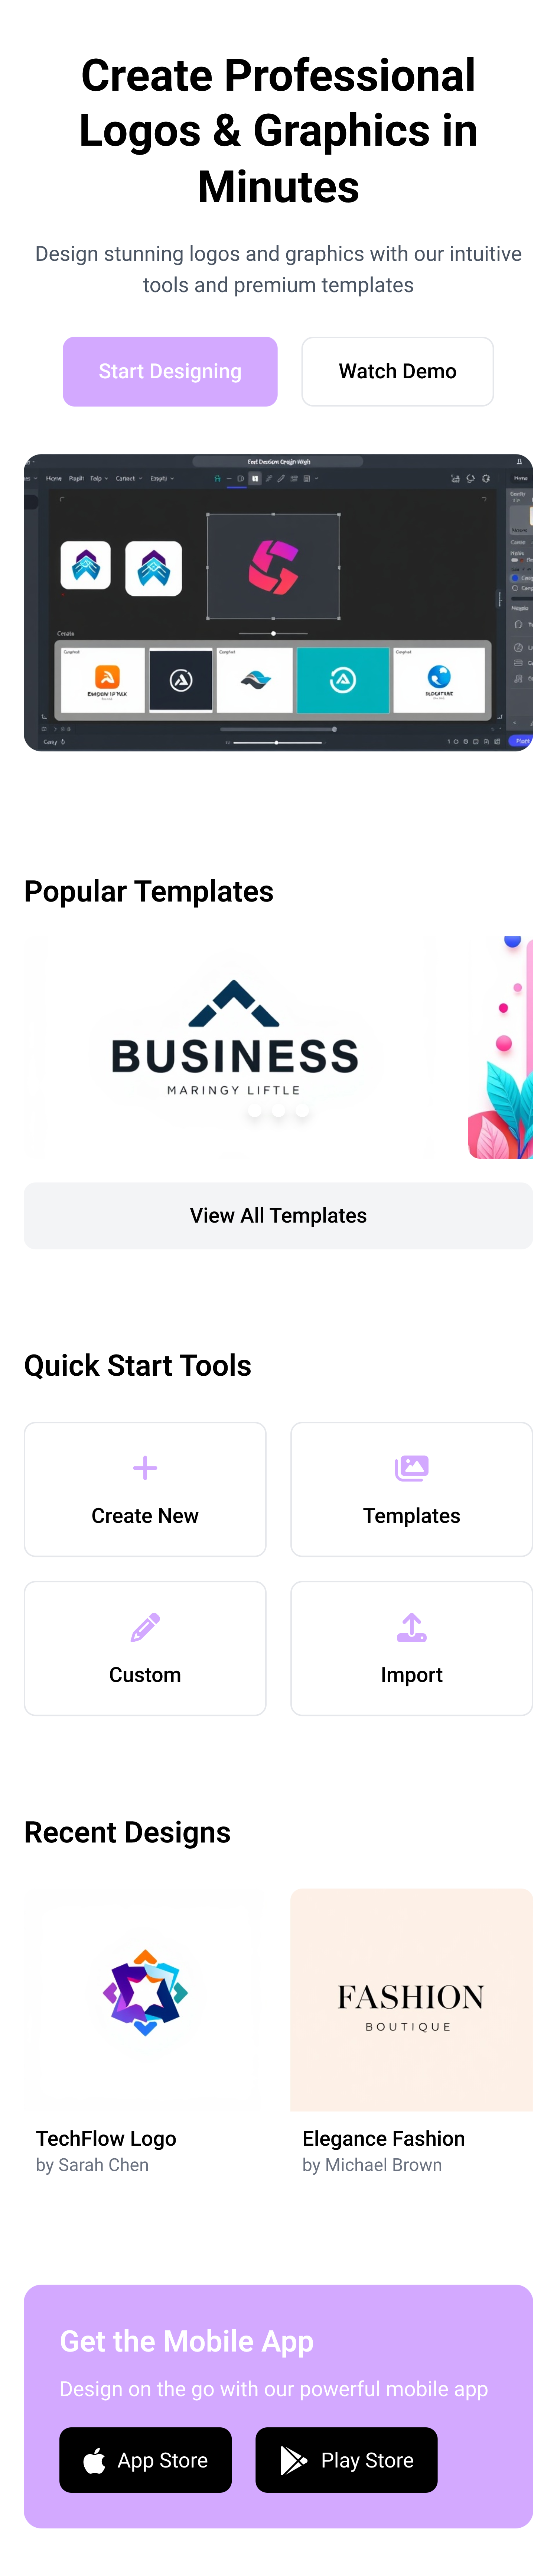 Create Professional
Logos & Graphics in
Minutes
Design stunning logos and graphics with our intuitive
tools and premium templates
Start Designing
Watch Demo
Home
Create
Popular Templates
BUSINESS
MARINGY LIFTLE
View All Templates
Quick Start Tools
Create New
Templates
Custom
Import
Recent Designs
FASHION
BOUTIQUE
TechFlow Logo
by Sarah Chen
Elegance Fashion
by Michael Brown
Get the Mobile App
Design on the go with our powerful mobile app
App Store
Play Store